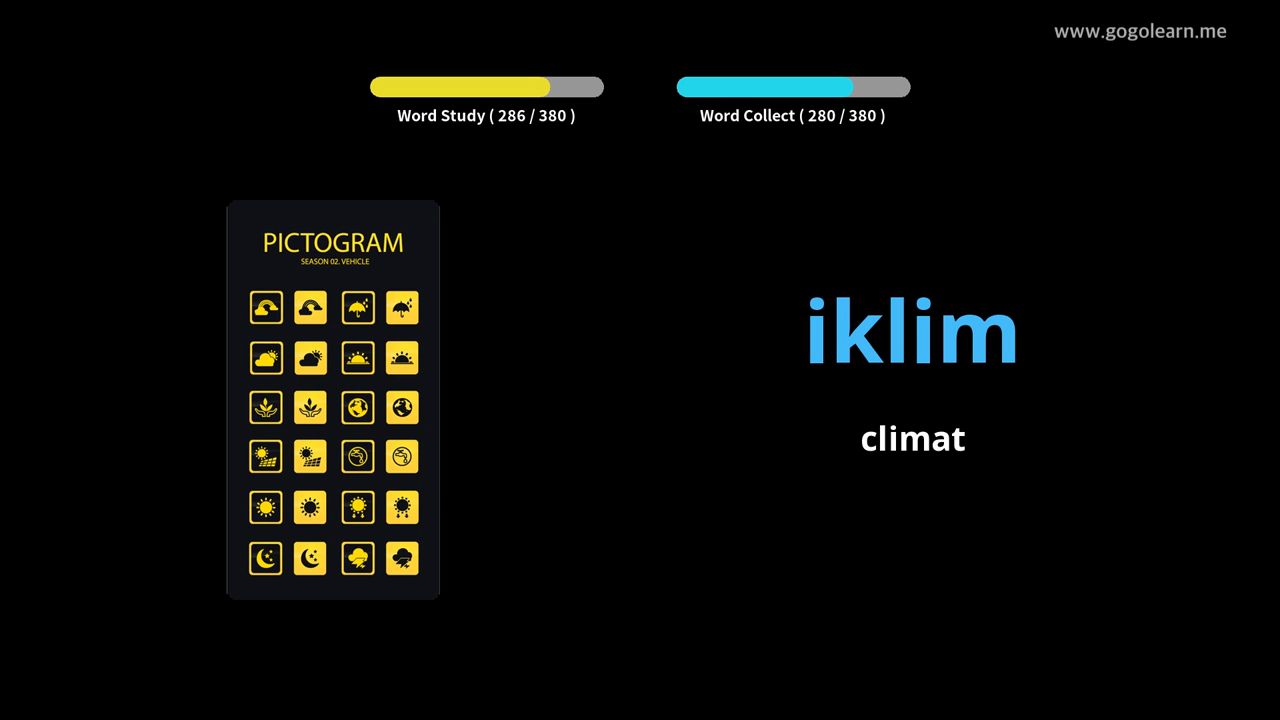 www.gogolearn.me
Word Study ( 286 / 380 )
Word Collect ( 280 / 380 )
PICTOGRAM
SEASON 02. VEHICLE
iklim
climat